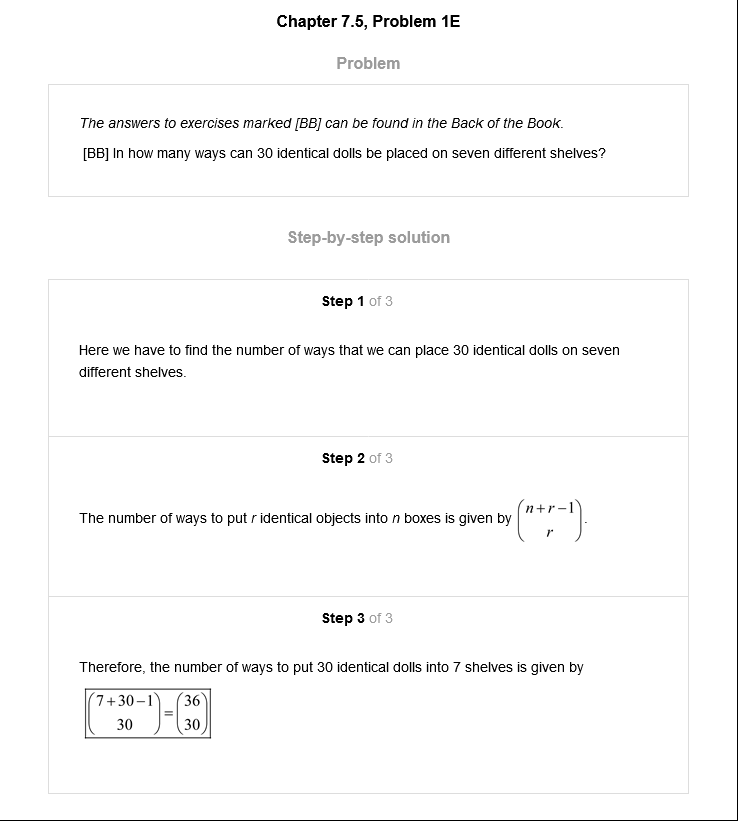 Chapter 7.5, Problem 1E
Problem
The answers to exercises marked [BB] can be found in the Back of the Book.
[BB] In how many ways can 30 identical dolls be placed on seven different shelves?
Step-by-step solution
Step 1 of 3
Here we have to find the number of ways that we can place 30 identical dolls on seven
different shelves.
Step 2 of 3
The number of ways to put r identical objects into n boxes is given by (n+r−1 r).
Step 3 of 3
Therefore, the number of ways to put 30 identical dolls into 7 shelves is given by
(7+30−1 30) = (36 30)